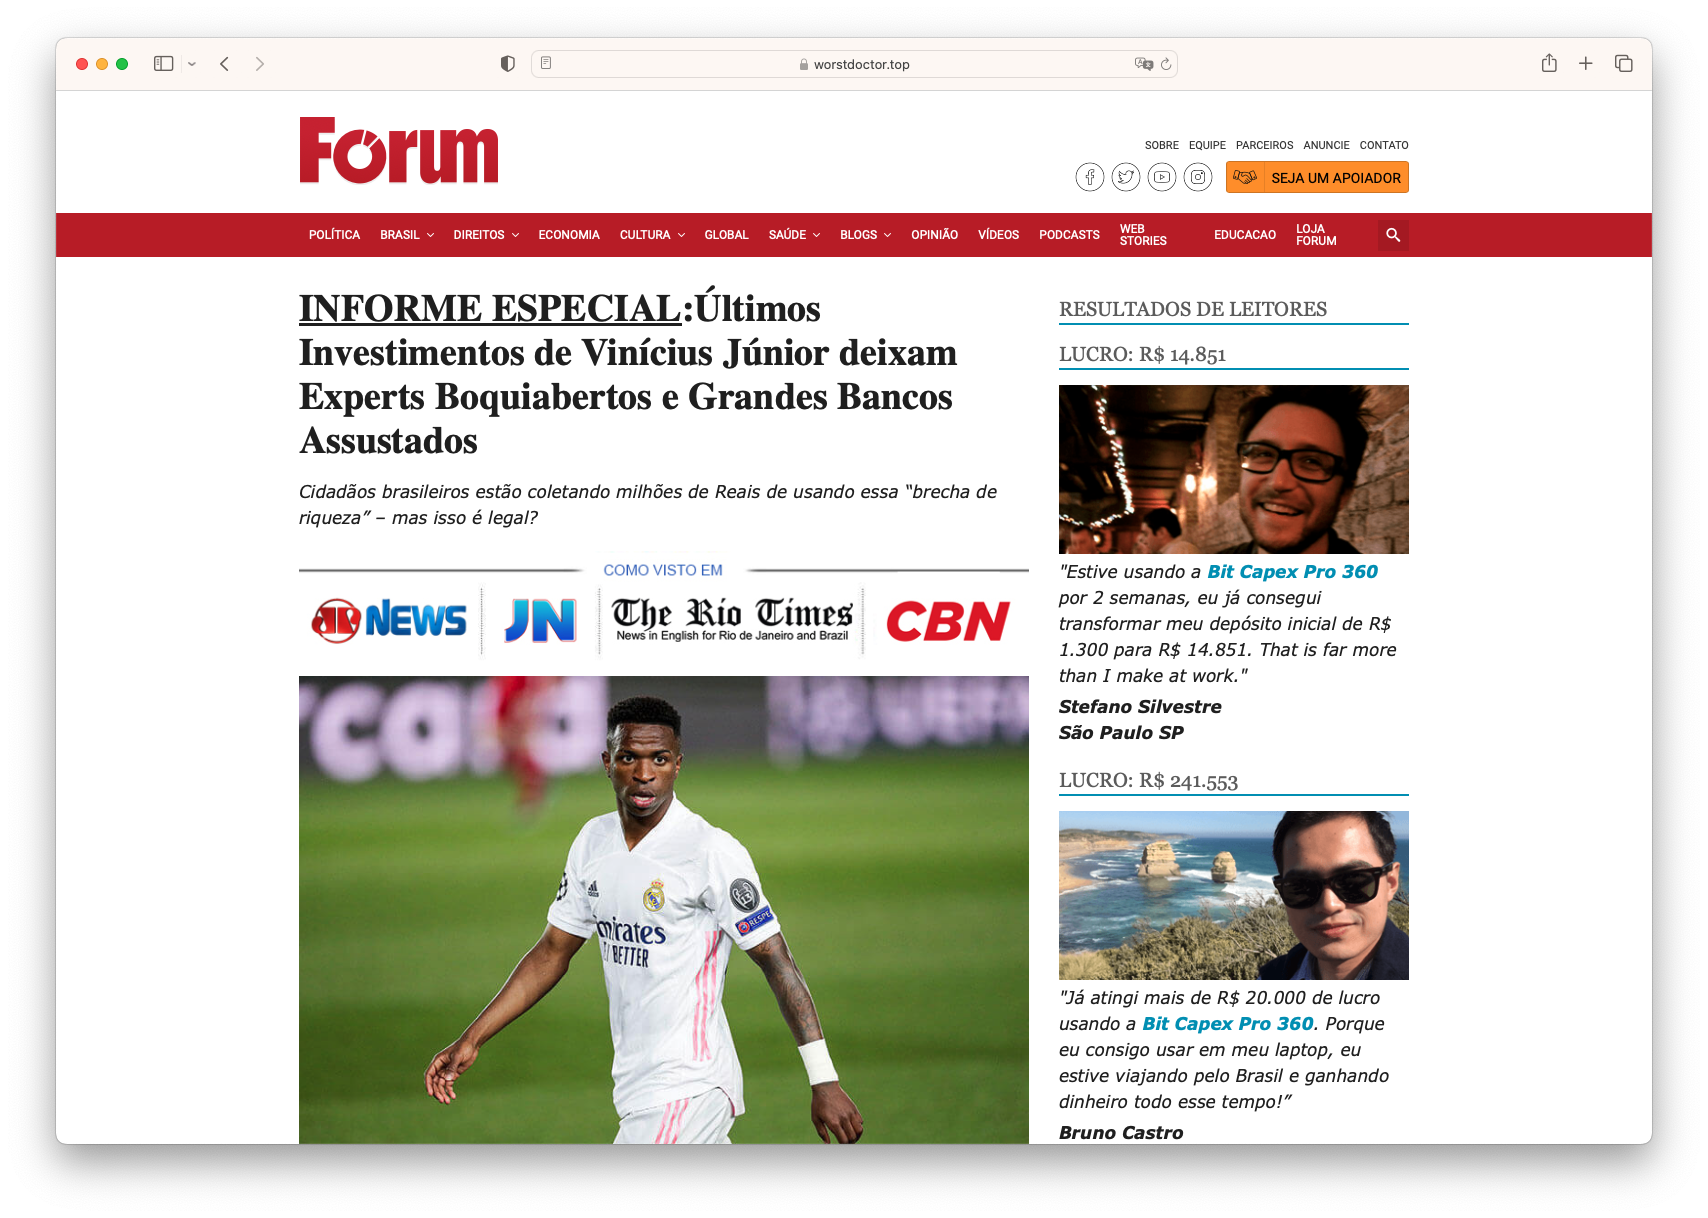 worstdoctor.top
Forum
SOBRE EQUIPE PARCEIROS ANUNCIE CONTATO
SEJA UM APOIADOR
POLÍTICA BRASIL DIREITOS ECONOMIA CULTURA GLOBAL SAÚDE BLOGS OPINIÃO VÍDEOS PODCASTS WEB STORIES EDUCACAO LOJA FORUM
INFORME ESPECIAL:Últimos
Investimentos de Vinícius Júnior deixam
Experts Boquiabertos e Grandes Bancos
Assustados
Cidadãos brasileiros estão coletando milhões de Reais de usando essa “brecha de
riqueza” – mas isso é legal?
COMO VISTO EM
JP NEWS
JN
The Rio Times
News in English for Rio de Janeiro and Brazil
CBN
Emirates
FLY BETTER
RESPECT
RESULTADOS DE LEITORES
LUCRO: R$ 14.851
"Estive usando a Bit Capex Pro 360
por 2 semanas, eu já consegui
transformar meu depósito inicial de R$
1.300 para R$ 14.851. That is far more
than I make at work."
Stefano Silvestre
São Paulo SP
LUCRO: R$ 241.553
"Já atingi mais de R$ 20.000 de lucro
usando a Bit Capex Pro 360. Porque
eu consigo usar em meu laptop, eu
estive viajando pelo Brasil e ganhando
dinheiro todo esse tempo!”
Bruno Castro